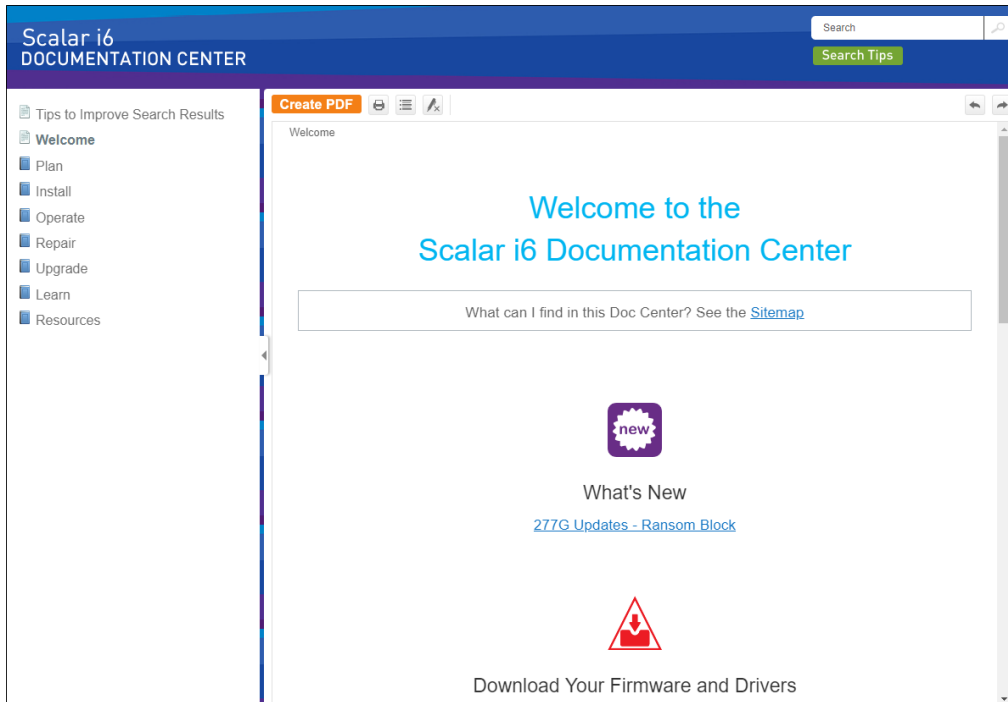 Scalar i6
DOCUMENTATION CENTER
Search
Search Tips
Tips to Improve Search Results
Welcome
Plan
Install
Operate
Repair
Upgrade
Learn
Resources
Create PDF
Welcome
Welcome to the
Scalar i6 Documentation Center
What can I find in this Doc Center? See the Sitemap
new
What's New
277G Updates - Ransom Block
Download Your Firmware and Drivers